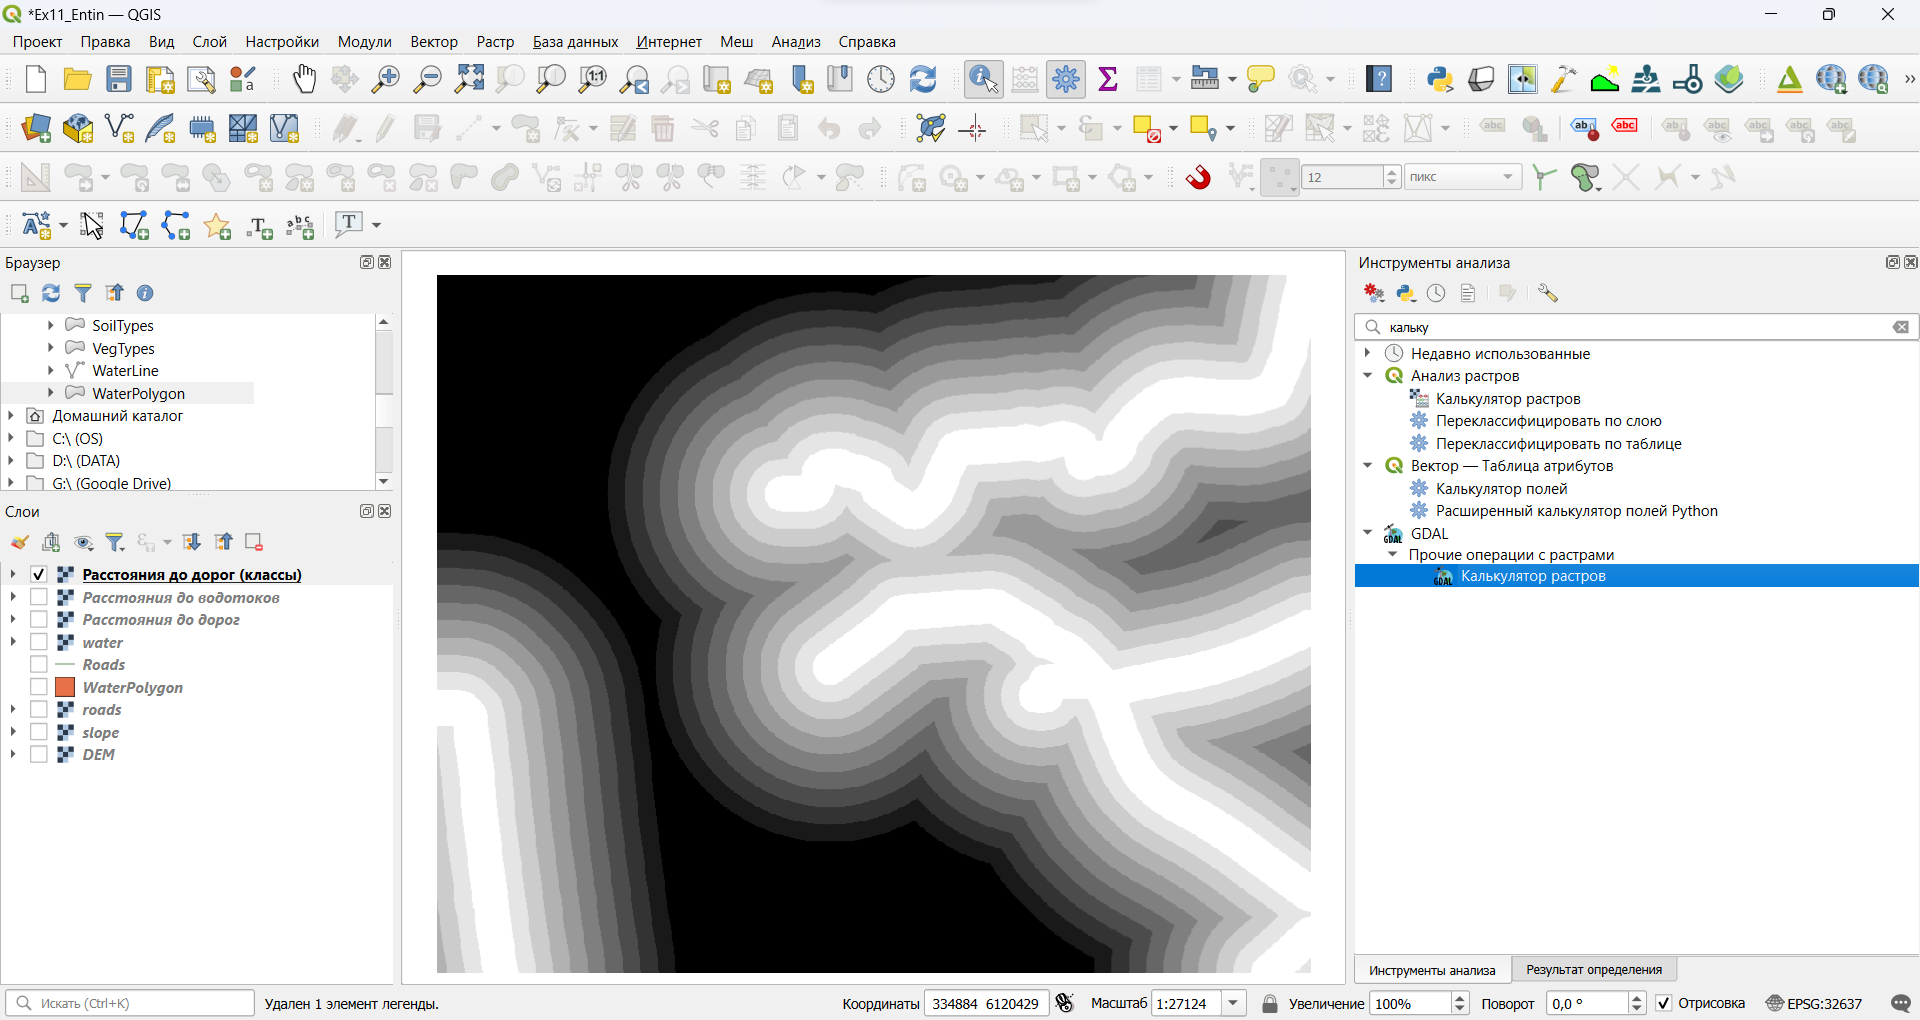 *Ex11_Entin — QGIS
Проект Правка Вид Слой Настройки Модули Вектор Растр База данных Интернет Меш Анализ Справка
12 пикс
Браузер
SoilTypes
VegTypes
WaterLine
WaterPolygon
Домашний каталог
C:\ (OS)
D:\ (DATA)
G:\ (Google Drive)
Слои
Расстояния до дорог (классы)
Расстояния до водотоков
Расстояния до дорог
water
Roads
WaterPolygon
roads
slope
DEM
Инструменты анализа
кальку
Недавно использованные
Анализ растров
Калькулятор растров
Переклассифицировать по слою
Переклассифицировать по таблице
Вектор — Таблица атрибутов
Калькулятор полей
Расширенный калькулятор полей Python
GDAL
Прочие операции с растрами
Калькулятор растров
Инструменты анализа Результат определения
Искать (Ctrl+K) Удален 1 элемент легенды. Координаты 334884 6120429 Масштаб 1:27124 Увеличение 100% Поворот 0,0 ° Отрисовка EPSG:32637